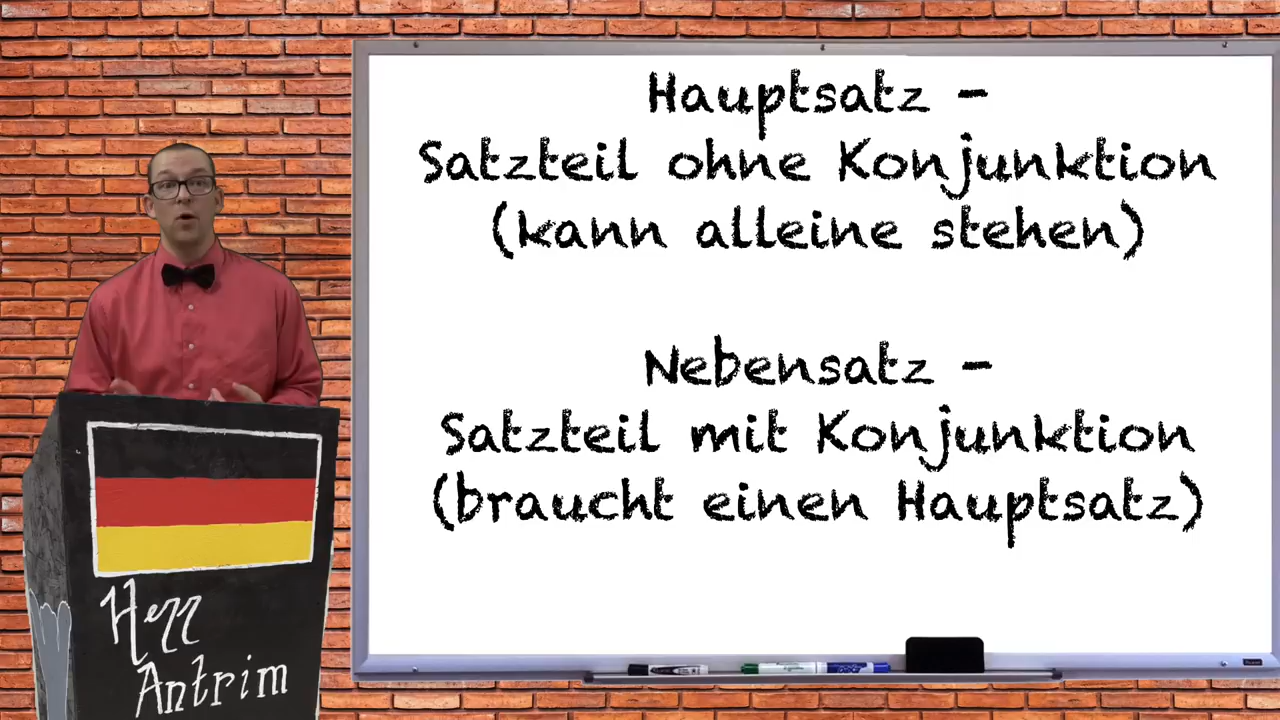 Hauptsatz -
Satzteil ohne Konjunktion
(kann alleine stehen)
Nebensatz -
Satzteil mit Konjunktion
(braucht einen Hauptsatz)
Herr
Antrim